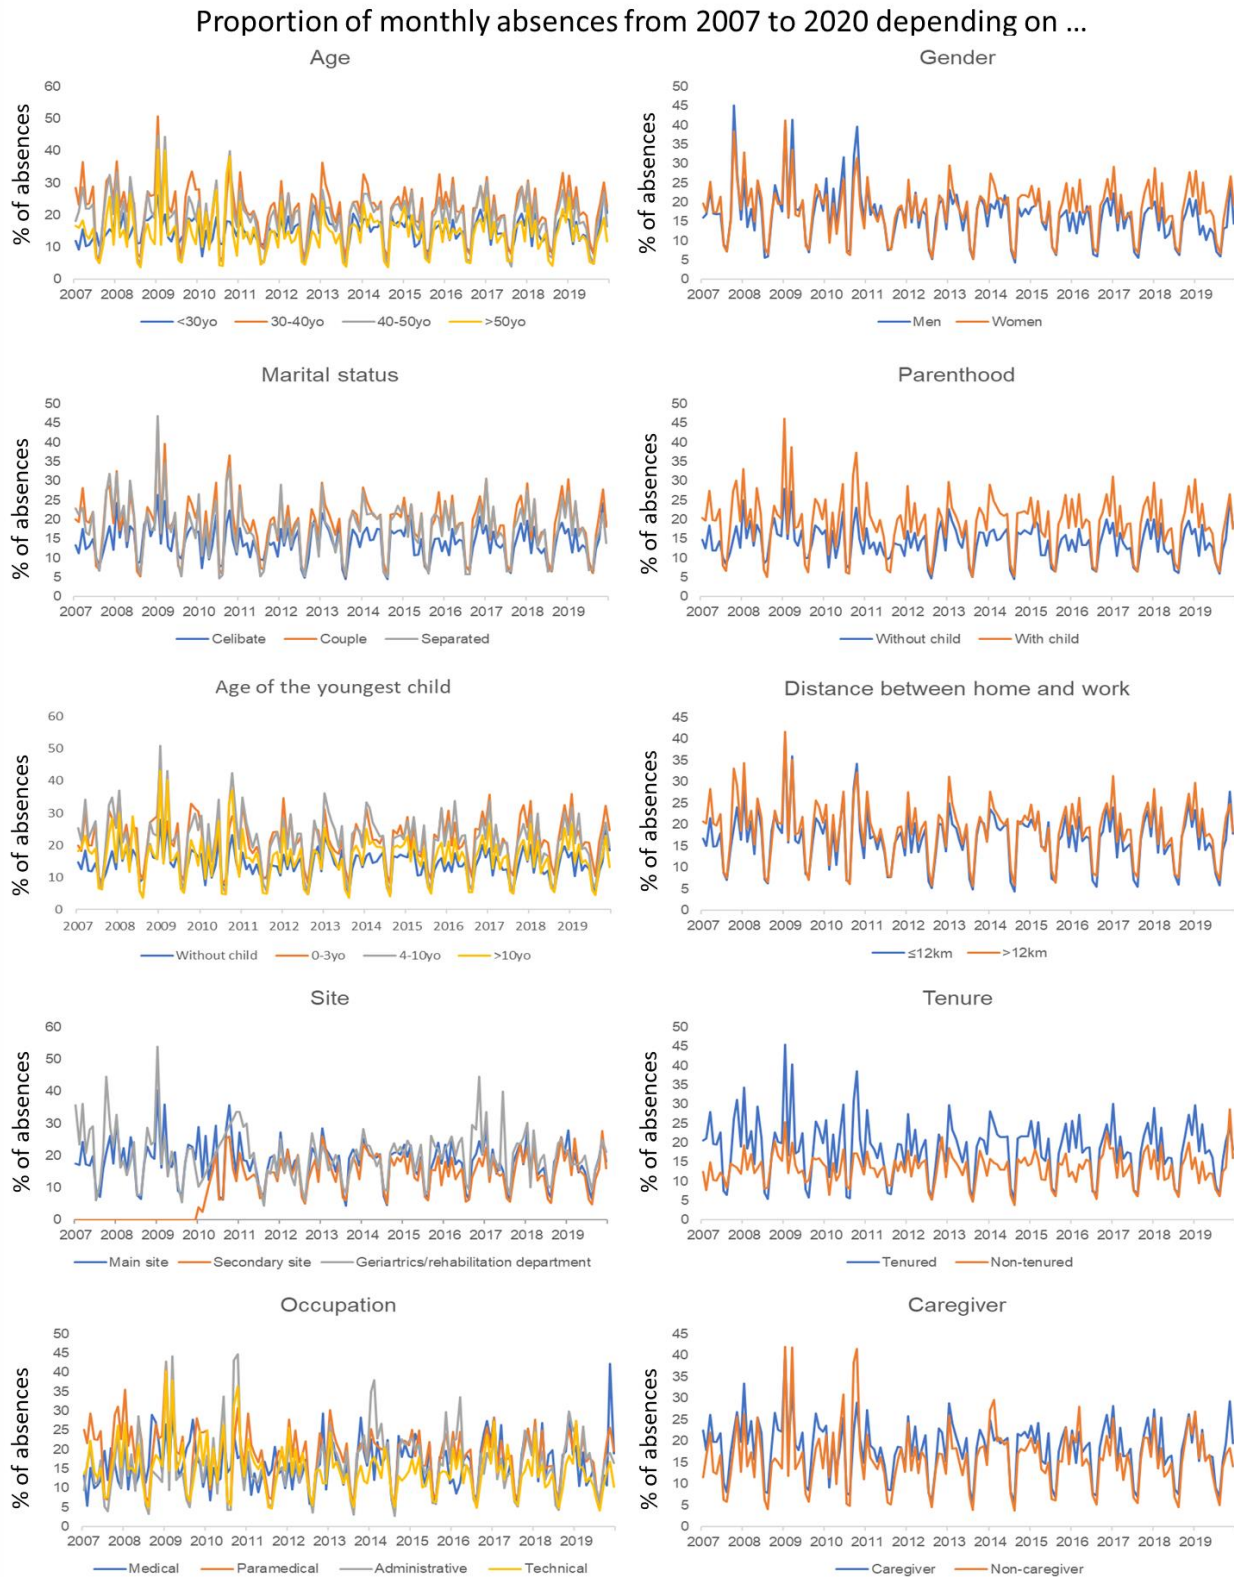 Proportion of monthly absences from 2007 to 2020 depending on ...
Age
% of absences
60
50
40
30
20
10
0
2007 2008 2009 2010 2011 2012 2013 2014 2015 2016 2017 2018 2019
<30yo 30-40yo 40-50yo >50yo
Gender
% of absences
50
45
40
35
30
25
20
15
10
5
0
2007 2008 2009 2010 2011 2012 2013 2014 2015 2016 2017 2018 2019
Men Women
Marital status
% of absences
50
45
40
35
30
25
20
15
10
5
0
2007 2008 2009 2010 2011 2012 2013 2014 2015 2016 2017 2018 2019
Celibate Couple Separated
Parenthood
% of absences
50
45
40
35
30
25
20
15
10
5
0
2007 2008 2009 2010 2011 2012 2013 2014 2015 2016 2017 2018 2019
Without child With child
Age of the youngest child
% of absences
60
50
40
30
20
10
0
2007 2008 2009 2010 2011 2012 2013 2014 2015 2016 2017 2018 2019
Without child 0-3yo 4-10yo >10yo
Distance between home and work
% of absences
45
40
35
30
25
20
15
10
5
0
2007 2008 2009 2010 2011 2012 2013 2014 2015 2016 2017 2018 2019
≤12km >12km
Site
% of absences
60
50
40
30
20
10
0
2007 2008 2009 2010 2011 2012 2013 2014 2015 2016 2017 2018 2019
Main site Secondary site Geriartrics/rehabilitation department
Tenure
% of absences
50
45
40
35
30
25
20
15
10
5
0
2007 2008 2009 2010 2011 2012 2013 2014 2015 2016 2017 2018 2019
Tenured Non-tenured
Occupation
% of absences
50
45
40
35
30
25
20
15
10
5
0
2007 2008 2009 2010 2011 2012 2013 2014 2015 2016 2017 2018 2019
Medical Paramedical Administrative Technical
Caregiver
% of absences
45
40
35
30
25
20
15
10
5
0
2007 2008 2009 2010 2011 2012 2013 2014 2015 2016 2017 2018 2019
Caregiver Non-caregiver